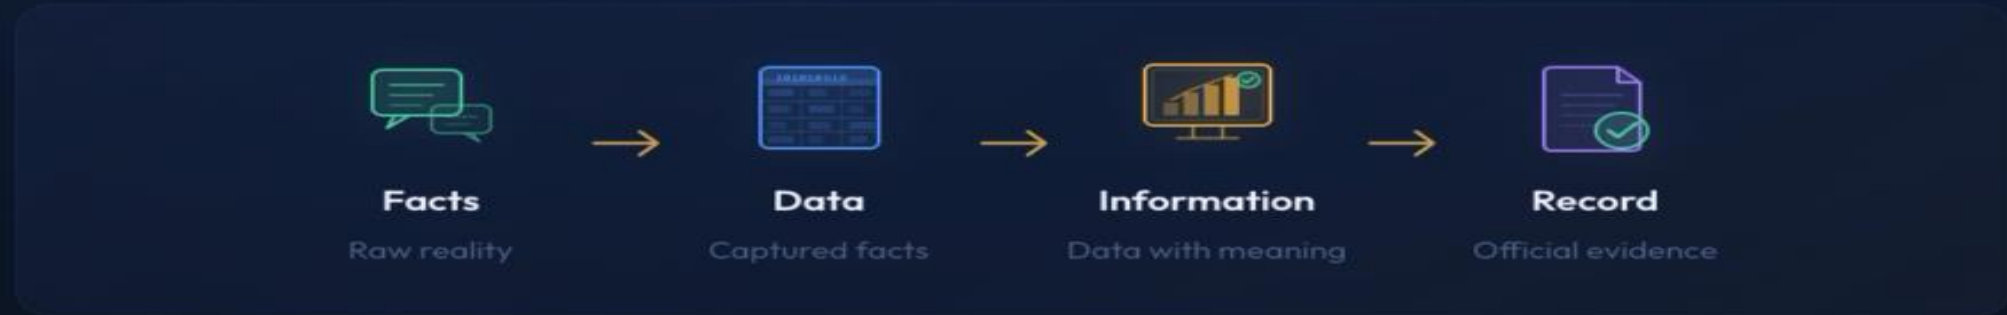 Facts
Raw reality
Data
Captured facts
Information
Data with meaning
Record
Official evidence